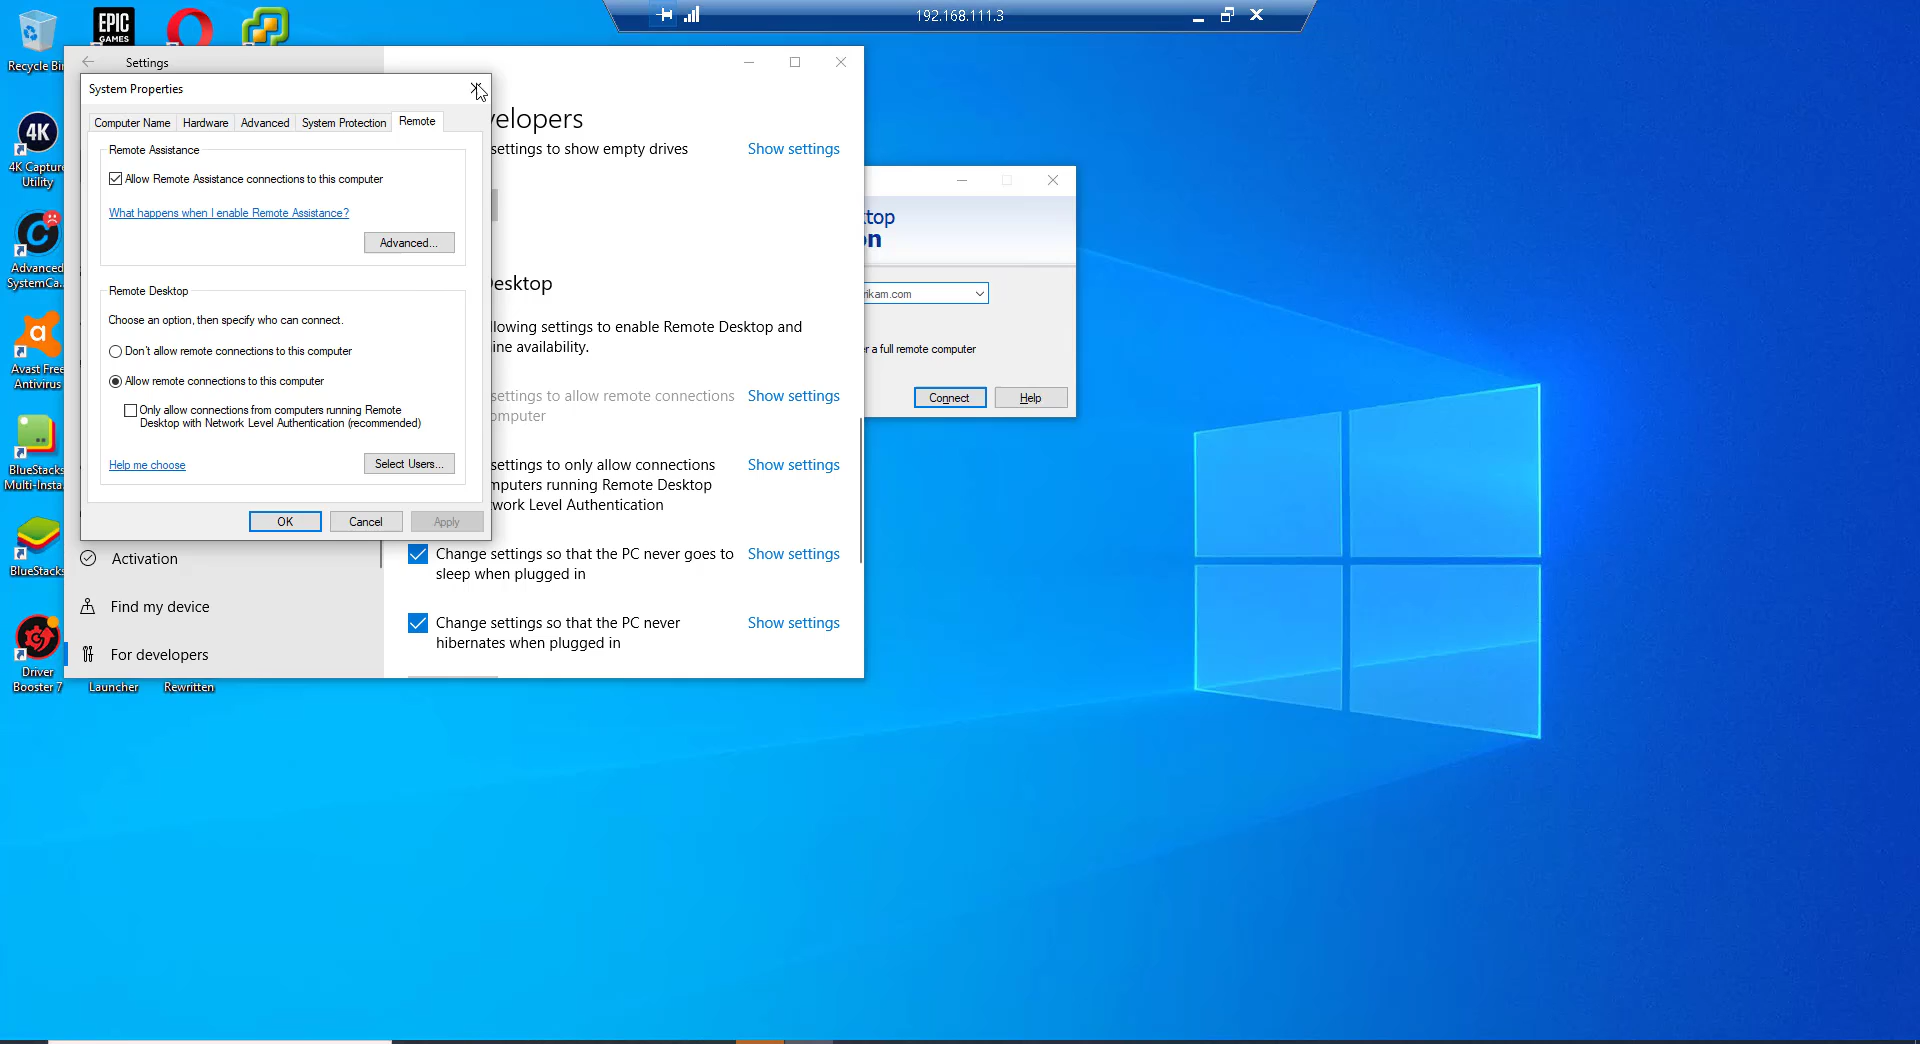 192.168.111.3
EPIC
GAMES
Recycle Bin
Settings
System Properties
Computer Name
Hardware
Advanced
System Protection
Remote
Remote Assistance
Allow Remote Assistance connections to this computer
What happens when I enable Remote Assistance?
Advanced...
Remote Desktop
Choose an option, then specify who can connect.
Don't allow remote connections to this computer
Allow remote connections to this computer
Only allow connections from computers running Remote
Desktop with Network Level Authentication (recommended)
Help me choose
Select Users...
OK
Cancel
Apply
velopers
settings to show empty drives
Show settings
esktop
llowing settings to enable Remote Desktop and
ine availability.
settings to allow remote connections
Show settings
omputer
settings to only allow connections
Show settings
mputers running Remote Desktop
work Level Authentication
Change settings so that the PC never goes to
sleep when plugged in
Show settings
Change settings so that the PC never
hibernates when plugged in
Show settings
Activation
Find my device
For developers
top
on
rikam.com
r a full remote computer
Connect
Help
4K
4K Capture
Utility
Advanced
SystemCa...
Avast Free
Antivirus
BlueStacks
Multi-Insta...
BlueStacks
Driver
Booster 7
Launcher
Rewritten